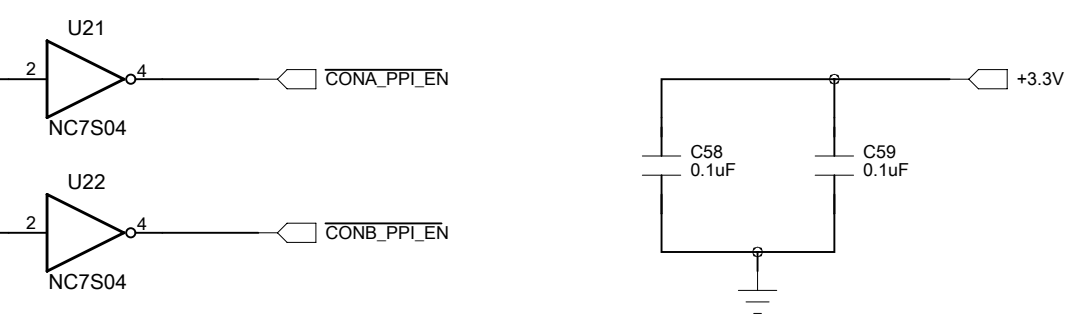 U21
2
4
CONA_PPI_EN
NC7S04
+3.3V
C58
0.1uF
C59
0.1uF
U22
2
4
CONB_PPI_EN
NC7S04